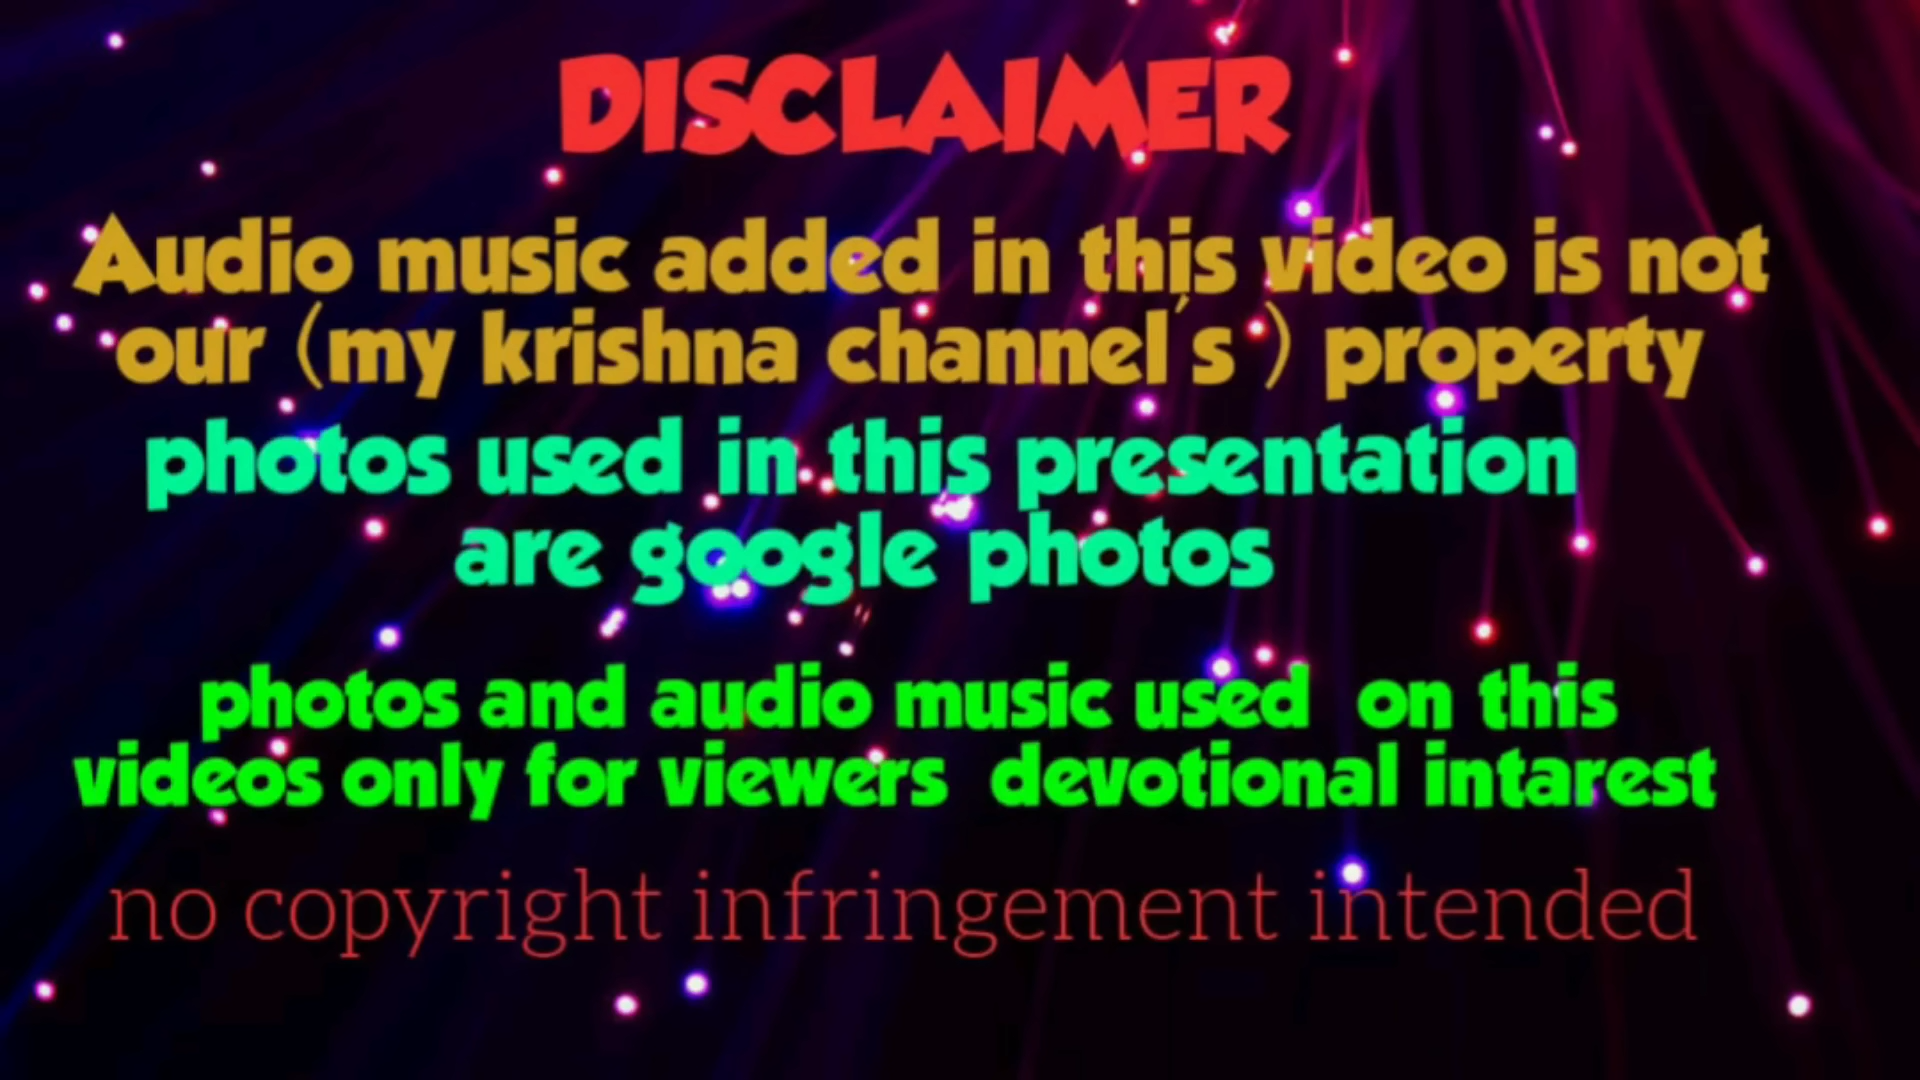 DISCLAIMER
Audio music added in this video is not
our (my krishna channel's ) property
photos used in this presentation
are google photos
photos and audio music used on this
videos only for viewers devotional intarest
no copyright infringement intended